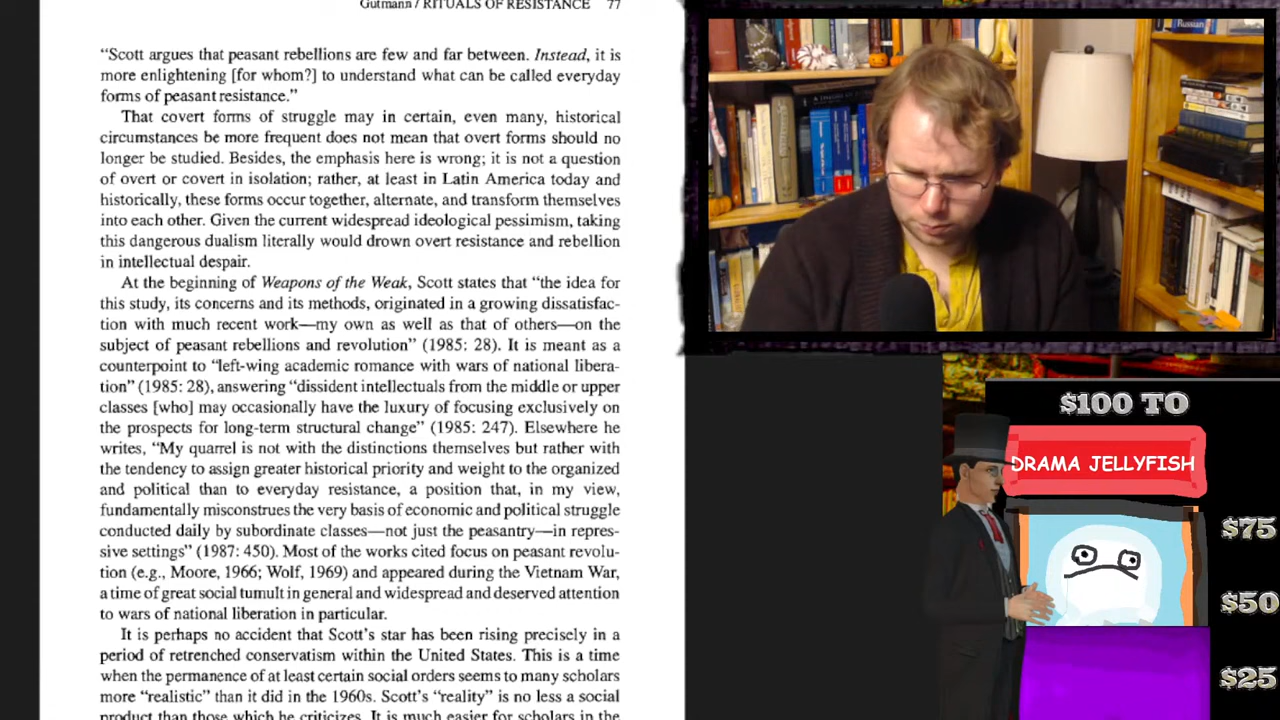 Gutmann / RITUALS OF RESISTANCE 77
“Scott argues that peasant rebellions are few and far between. Instead, it is
more enlightening [for whom?] to understand what can be called everyday
forms of peasant resistance.”
That covert forms of struggle may in certain, even many, historical
circumstances be more frequent does not mean that overt forms should no
longer be studied. Besides, the emphasis here is wrong; it is not a question
of overt or covert in isolation; rather, at least in Latin America today and
historically, these forms occur together, alternate, and transform themselves
into each other. Given the current widespread ideological pessimism, taking
this dangerous dualism literally would drown overt resistance and rebellion
in intellectual despair.
At the beginning of Weapons of the Weak, Scott states that “the idea for
this study, its concerns and its methods, originated in a growing dissatisfac-
tion with much recent work—my own as well as that of others—on the
subject of peasant rebellions and revolution” (1985: 28). It is meant as a
counterpoint to “left-wing academic romance with wars of national libera-
tion” (1985: 28), answering “dissident intellectuals from the middle or upper
classes [who] may occasionally have the luxury of focusing exclusively on
the prospects for long-term structural change” (1985: 247). Elsewhere he
writes, “My quarrel is not with the distinctions themselves but rather with
the tendency to assign greater historical priority and weight to the organized
and political than to everyday resistance, a position that, in my view,
fundamentally misconstrues the very basis of economic and political struggle
conducted daily by subordinate classes—not just the peasantry—in repres-
sive settings” (1987: 450). Most of the works cited focus on peasant revolu-
tion (e.g., Moore, 1966; Wolf, 1969) and appeared during the Vietnam War,
a time of great social tumult in general and widespread and deserved attention
to wars of national liberation in particular.
It is perhaps no accident that Scott’s star has been rising precisely in a
period of retrenched conservatism within the United States. This is a time
when the permanence of at least certain social orders seems to many scholars
more “realistic” than it did in the 1960s. Scott’s “reality” is no less a social
product than those which he criticizes. It is much easier for scholars in the
Russian
$100 TO
DRAMA JELLYFISH
$75
$50
$25